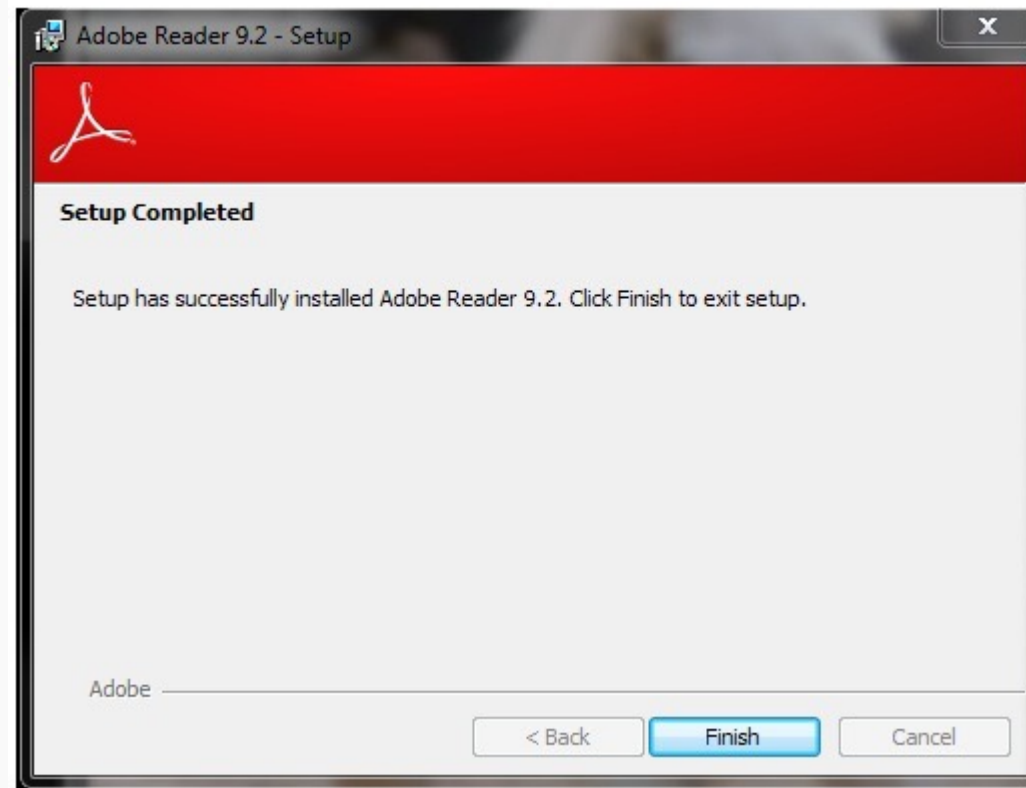 Adobe Reader 9.2 - Setup
X
Setup Completed
Setup has successfully installed Adobe Reader 9.2. Click Finish to exit setup.
Adobe
< Back Finish Cancel